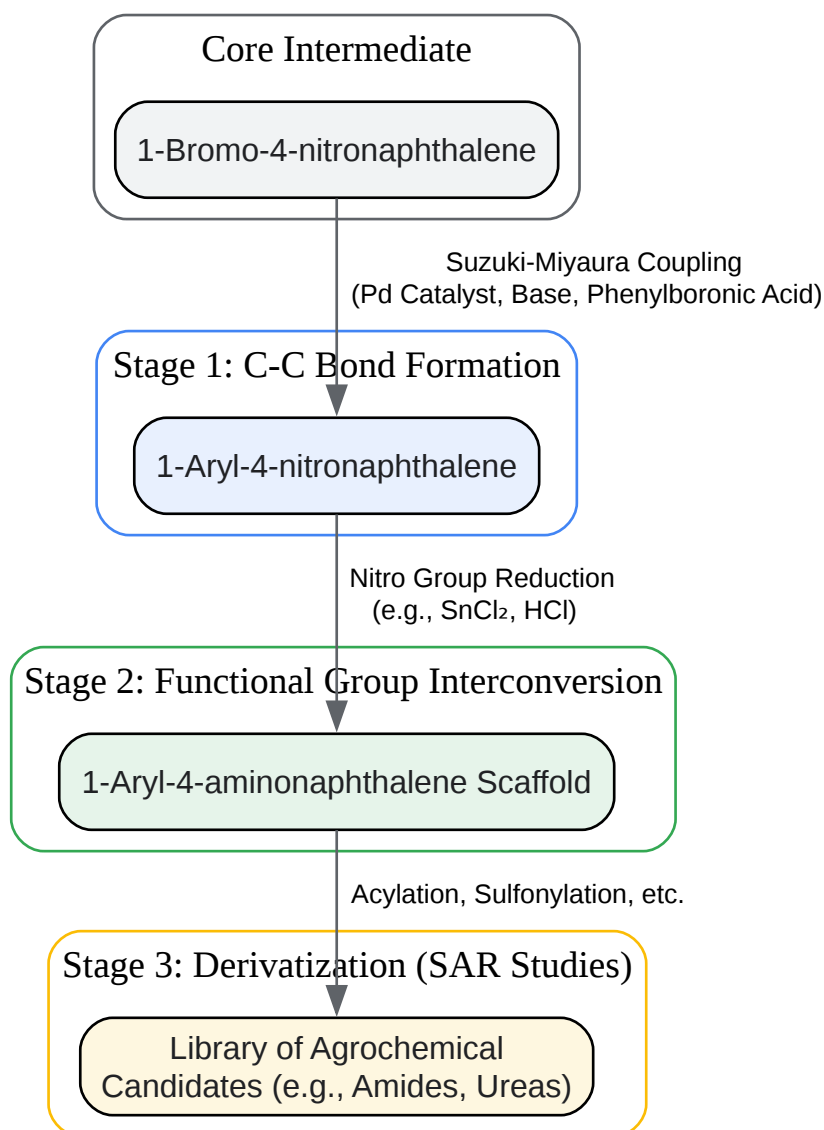 Core Intermediate
1-Bromo-4-nitronaphthalene
Suzuki-Miyaura Coupling
(Pd Catalyst, Base, Phenylboronic Acid)
Stage 1: C-C Bond Formation
1-Aryl-4-nitronaphthalene
Nitro Group Reduction
(e.g., SnCl₂, HCl)
Stage 2: Functional Group Interconversion
1-Aryl-4-aminonaphthalene Scaffold
Acylation, Sulfonylation, etc.
Stage 3: Derivatization (SAR Studies)
Library of Agrochemical
Candidates (e.g., Amides, Ureas)